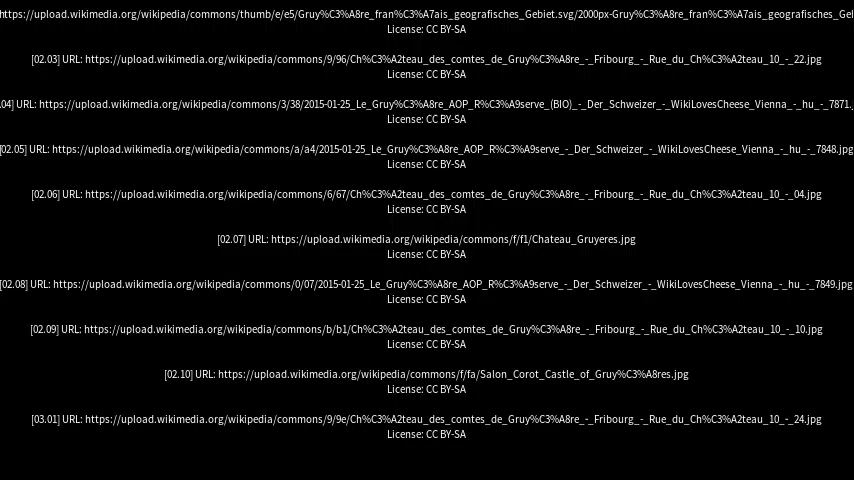 https://upload.wikimedia.org/wikipedia/commons/thumb/e/e5/Gruy%C3%A8re_fran%C3%A7ais_geografisches_Gebiet.svg/2000px-Gruy%C3%A8re_fran%C3%A7ais_geografisches_Gel
License: CC BY-SA
[02.03] URL: https://upload.wikimedia.org/wikipedia/commons/9/96/Ch%C3%A2teau_des_comtes_de_Gruy%C3%A8re_-_Fribourg_-_Rue_du_Ch%C3%A2teau_10_-_22.jpg
License: CC BY-SA
.04] URL: https://upload.wikimedia.org/wikipedia/commons/3/38/2015-01-25_Le_Gruy%C3%A8re_AOP_R%C3%A9serve_(BIO)_-_Der_Schweizer_-_WikiLovesCheese_Vienna_-_hu_-_7871.j
License: CC BY-SA
[02.05] URL: https://upload.wikimedia.org/wikipedia/commons/a/a4/2015-01-25_Le_Gruy%C3%A8re_AOP_R%C3%A9serve_-_Der_Schweizer_-_WikiLovesCheese_Vienna_-_hu_-_7848.jpg
License: CC BY-SA
[02.06] URL: https://upload.wikimedia.org/wikipedia/commons/6/67/Ch%C3%A2teau_des_comtes_de_Gruy%C3%A8re_-_Fribourg_-_Rue_du_Ch%C3%A2teau_10_-_04.jpg
License: CC BY-SA
[02.07] URL: https://upload.wikimedia.org/wikipedia/commons/f/f1/Chateau_Gruyeres.jpg
License: CC BY-SA
[02.08] URL: https://upload.wikimedia.org/wikipedia/commons/0/07/2015-01-25_Le_Gruy%C3%A8re_AOP_R%C3%A9serve_-_Der_Schweizer_-_WikiLovesCheese_Vienna_-_hu_-_7849.jpg
License: CC BY-SA
[02.09] URL: https://upload.wikimedia.org/wikipedia/commons/b/b1/Ch%C3%A2teau_des_comtes_de_Gruy%C3%A8re_-_Fribourg_-_Rue_du_Ch%C3%A2teau_10_-_10.jpg
License: CC BY-SA
[02.10] URL: https://upload.wikimedia.org/wikipedia/commons/f/fa/Salon_Corot_Castle_of_Gruy%C3%A8res.jpg
License: CC BY-SA
[03.01] URL: https://upload.wikimedia.org/wikipedia/commons/9/9e/Ch%C3%A2teau_des_comtes_de_Gruy%C3%A8re_-_Fribourg_-_Rue_du_Ch%C3%A2teau_10_-_24.jpg
License: CC BY-SA